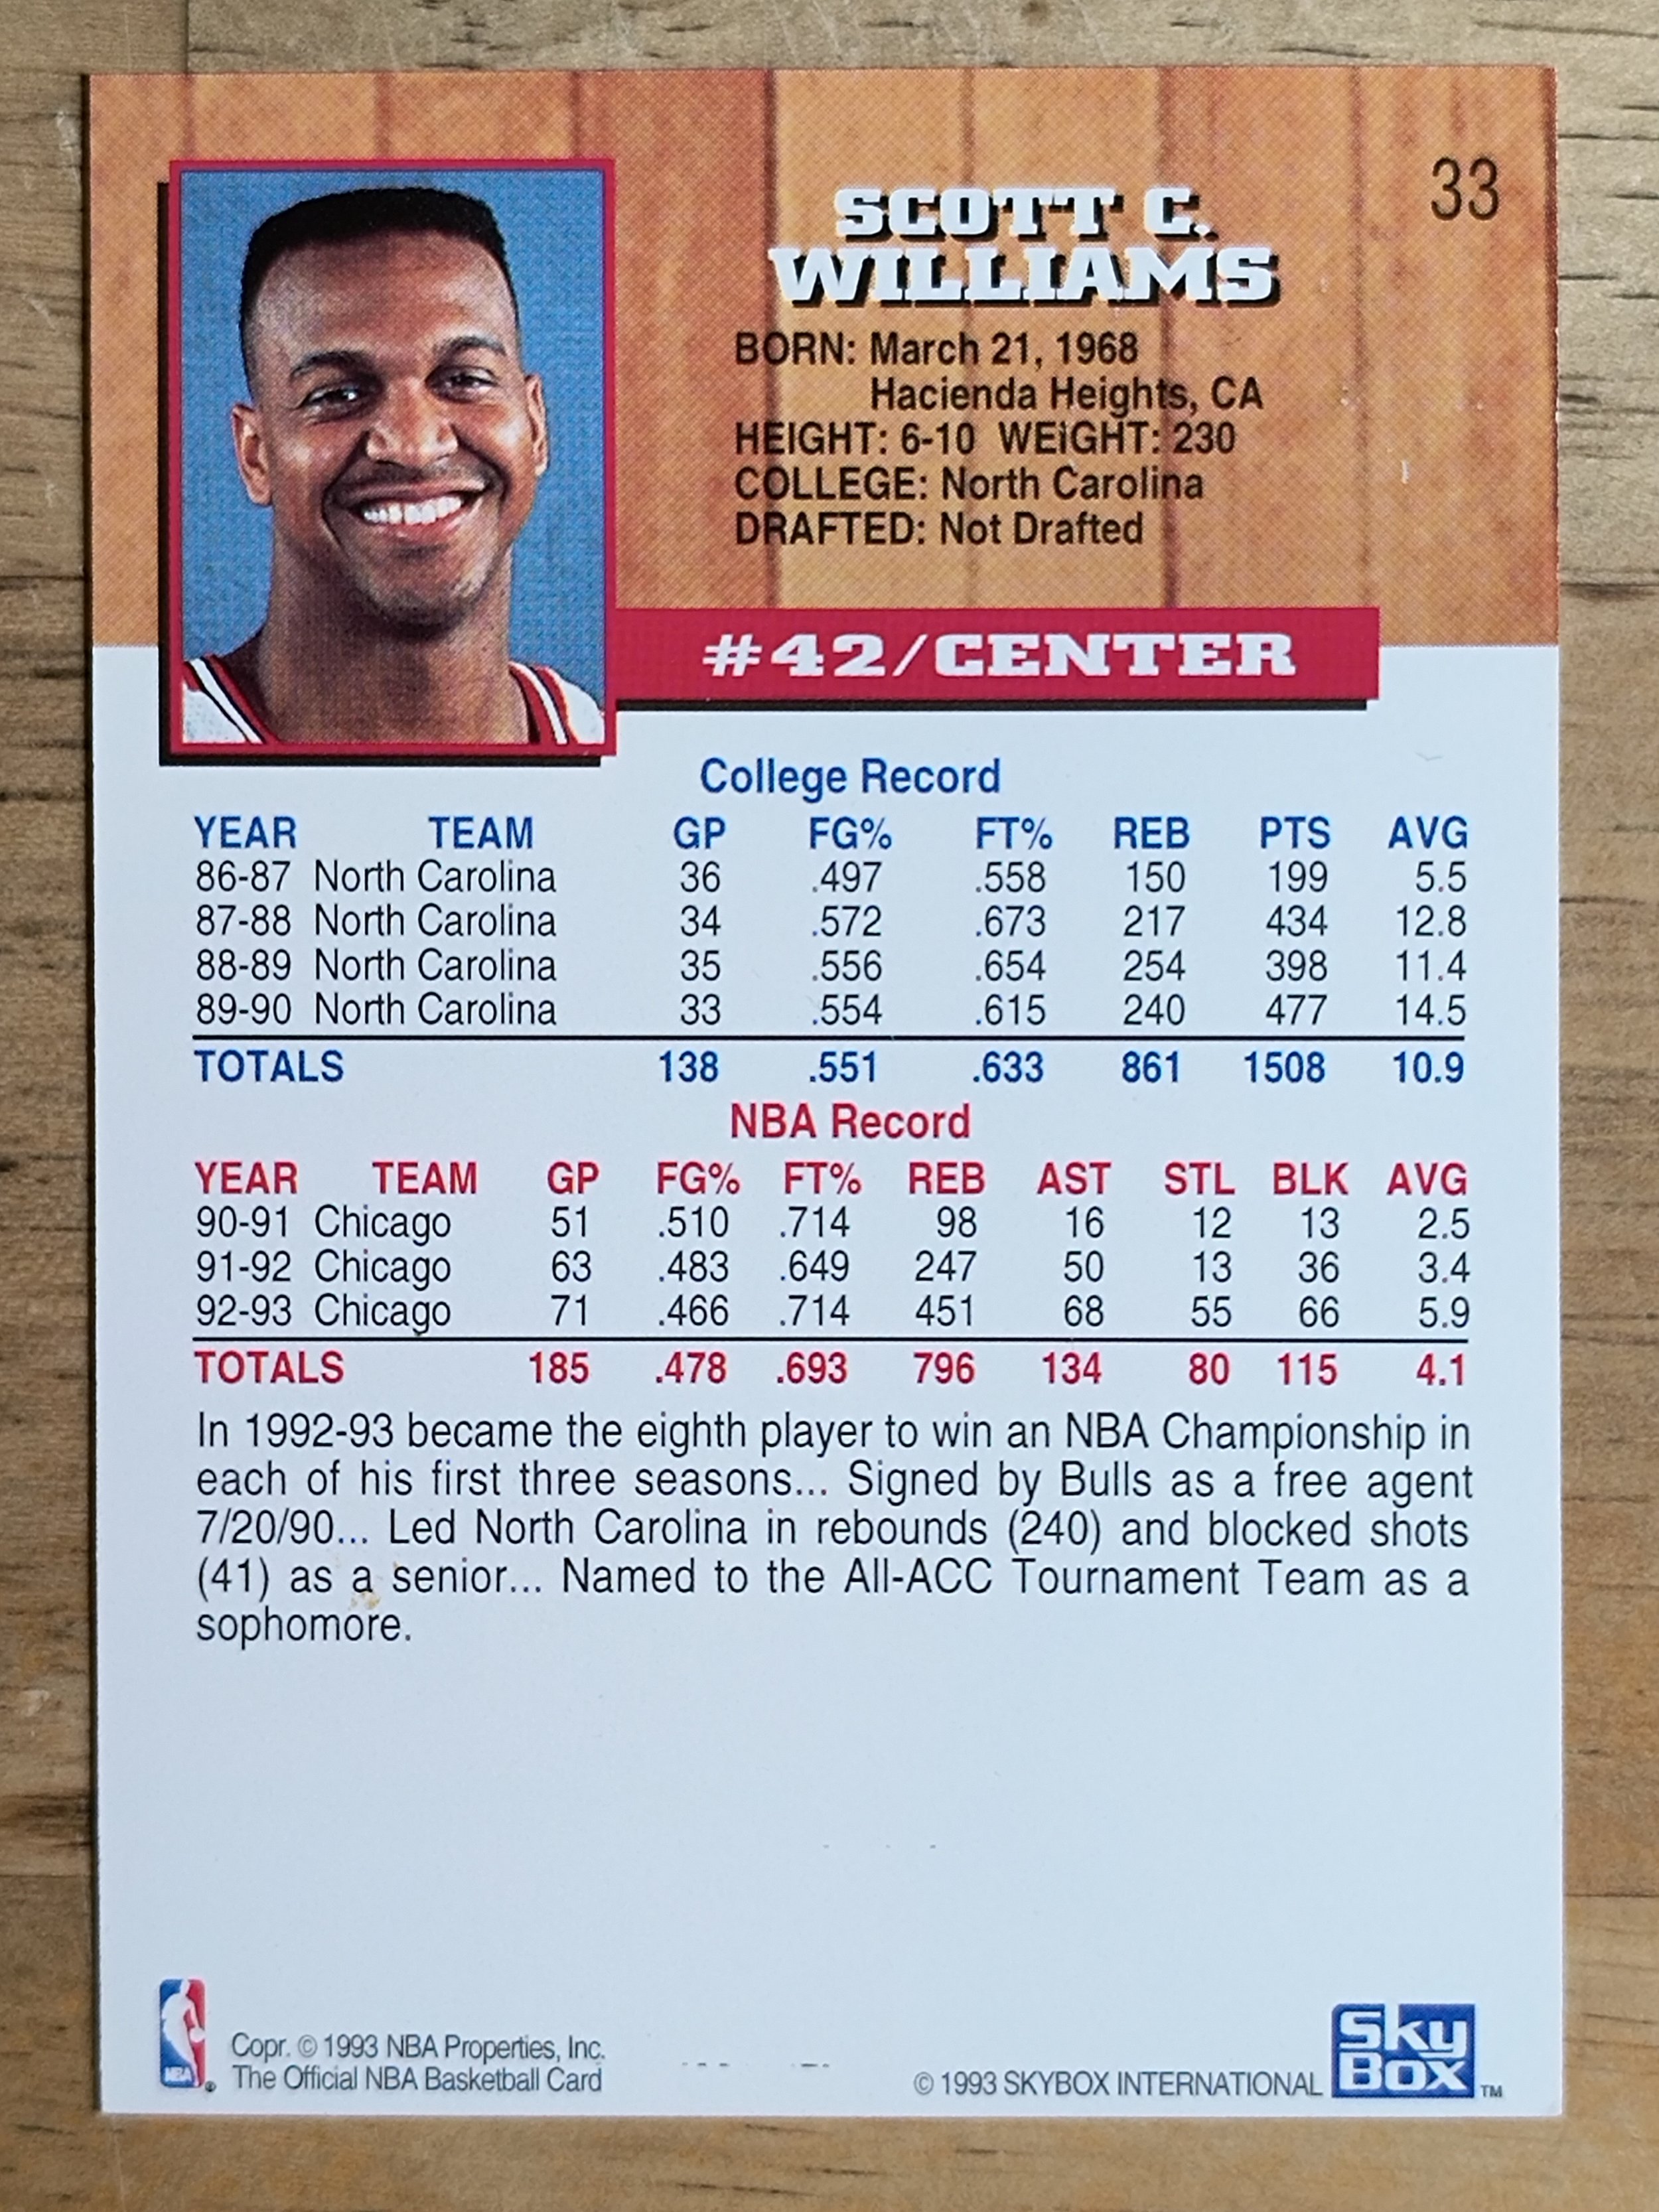 33
SCOTT C.
WILLIAMS
BORN: March 21, 1968
Hacienda Heights, CA
HEIGHT: 6-10 WEIGHT: 230
COLLEGE: North Carolina
DRAFTED: Not Drafted
#42/CENTER
College Record
YEAR TEAM GP FG% FT% REB PTS AVG
86-87 North Carolina 36 .497 .558 150 199 5.5
87-88 North Carolina 34 .572 .673 217 434 12.8
88-89 North Carolina 35 .556 .654 254 398 11.4
89-90 North Carolina 33 .554 .615 240 477 14.5
TOTALS 138 .551 .633 861 1508 10.9
NBA Record
YEAR TEAM GP FG% FT% REB AST STL BLK AVG
90-91 Chicago 51 .510 .714 98 16 12 13 2.5
91-92 Chicago 63 .483 .649 247 50 13 36 3.4
92-93 Chicago 71 .466 .714 451 68 55 66 5.9
TOTALS 185 .478 .693 796 134 80 115 4.1
In 1992-93 became the eighth player to win an NBA Championship in
each of his first three seasons... Signed by Bulls as a free agent
7/20/90... Led North Carolina in rebounds (240) and blocked shots
(41) as a senior... Named to the All-ACC Tournament Team as a
sophomore.
NBA ®
Copr. © 1993 NBA Properties, Inc.
The Official NBA Basketball Card
© 1993 SKYBOX INTERNATIONAL
Sky
Box ™